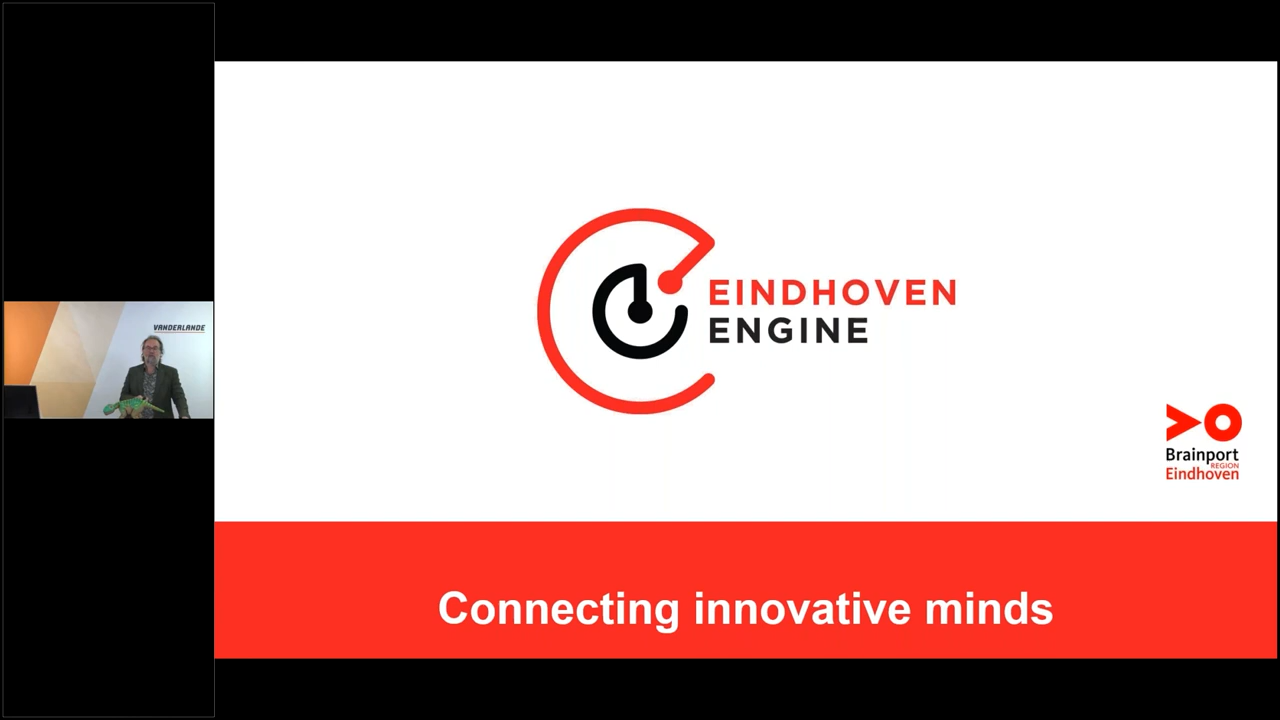 VANDERLANDE
EINDHOVEN
ENGINE
Brainport
REGION
Eindhoven
Connecting innovative minds